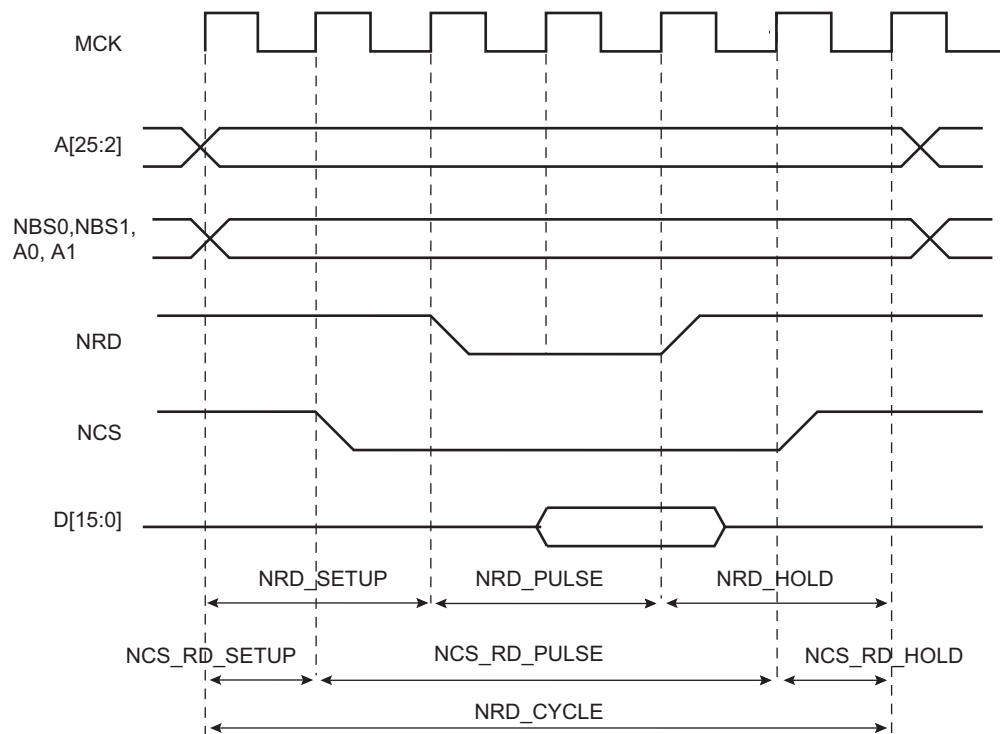 MCK
A[25:2]
NBS0,NBS1,
A0, A1
NRD
NCS
D[15:0]
NRD_SETUP NRD_PULSE NRD_HOLD
NCS_RD_SETUP NCS_RD_PULSE NCS_RD_HOLD
NRD_CYCLE